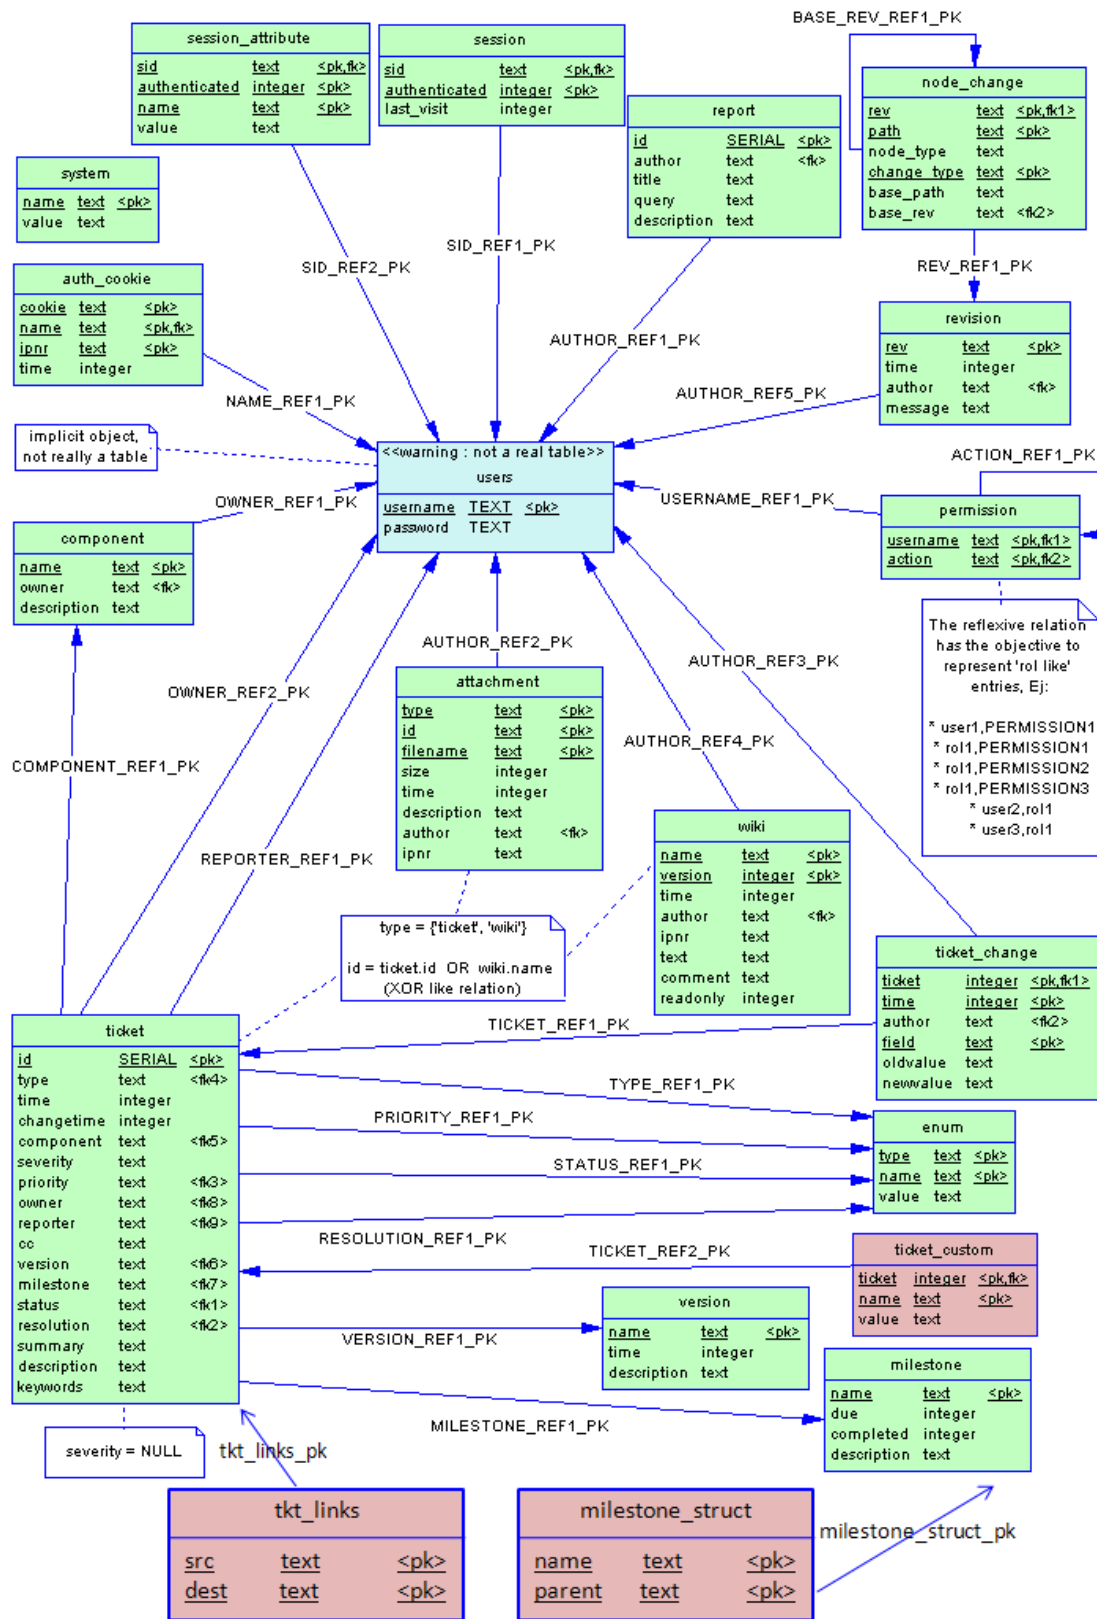 BASE_REV_REF1_PK
session_attribute
sid text <pk,fk>
authenticated integer <pk>
name text <pk>
value text
session
sid text <pk,fk>
authenticated integer <pk>
last_visit integer
report
id SERIAL <pk>
author text <fk>
title text
query text
description text
node_change
rev text <pk,fk1>
path text <pk>
node_type text
change_type text <pk>
base_path text
base_rev text <fk2>
system
name text <pk>
value text
SID_REF2_PK
SID_REF1_PK
REV_REF1_PK
auth_cookie
cookie text <pk>
name text <pk,fk>
ipnr text <pk>
time integer
AUTHOR_REF1_PK
revision
rev text <pk>
time integer
author text <fk>
message text
NAME_REF1_PK
AUTHOR_REF5_PK
implicit object,
not really a table
<<warning : not a real table>>
users
username TEXT <pk>
password TEXT
ACTION_REF1_PK
OWNER_REF1_PK
USERNAME_REF1_PK
permission
username text <pk,fk1>
action text <pk,fk2>
component
name text <pk>
owner text <fk>
description text
The reflexive relation
has the objective to
represent 'rol like'
entries, Ej:
* user1,PERMISSION1
* rol1,PERMISSION1
* rol1,PERMISSION2
* rol1,PERMISSION3
* user2,rol1
* user3,rol1
AUTHOR_REF2_PK
AUTHOR_REF3_PK
OWNER_REF2_PK
attachment
type text <pk>
id text <pk>
filename text <pk>
size integer
time integer
description text
author text <fk>
ipnr text
AUTHOR_REF4_PK
COMPONENT_REF1_PK
REPORTER_REF1_PK
wiki
name text <pk>
version integer <pk>
time integer
author text <fk>
ipnr text
text text
comment text
readonly integer
type = {'ticket', 'wiki'}
id = ticket.id OR wiki.name
(XOR like relation)
ticket_change
ticket integer <pk,fk1>
time integer <pk>
author text <fk2>
field text <pk>
oldvalue text
newvalue text
TICKET_REF1_PK
ticket
id SERIAL <pk>
type text <fk4>
time integer
changetime integer
component text <fk5>
severity text
priority text <fk3>
owner text <fk8>
reporter text <fk9>
cc text
version text <fk6>
milestone text <fk7>
status text <fk1>
resolution text <fk2>
summary text
description text
keywords text
TYPE_REF1_PK
PRIORITY_REF1_PK
STATUS_REF1_PK
RESOLUTION_REF1_PK
enum
type text <pk>
name text <pk>
value text
TICKET_REF2_PK
ticket_custom
ticket integer <pk,fk>
name text <pk>
value text
VERSION_REF1_PK
version
name text <pk>
time integer
description text
milestone
name text <pk>
due integer
completed integer
description text
MILESTONE_REF1_PK
severity = NULL
tkt_links_pk
tkt_links
src text <pk>
dest text <pk>
milestone_struct
name text <pk>
parent text <pk>
milestone_struct_pk